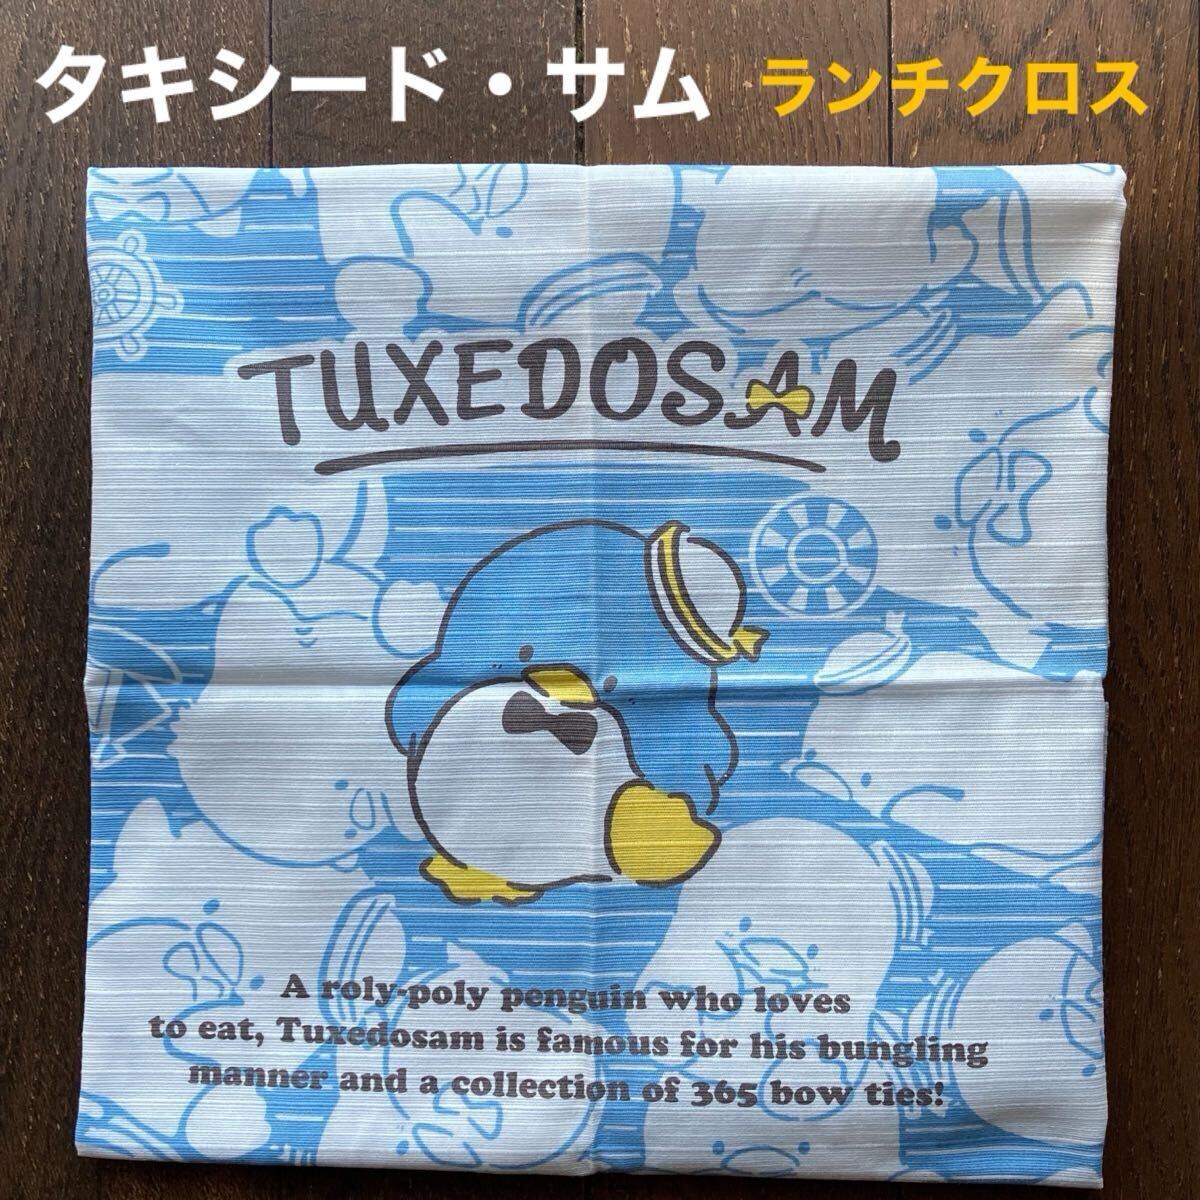 タキシード・サム ランチクロス
TUXEDOSAM
A roly-poly penguin who loves
to eat, Tuxedosam is famous for his bungling
manner and a collection of 365 bow ties!